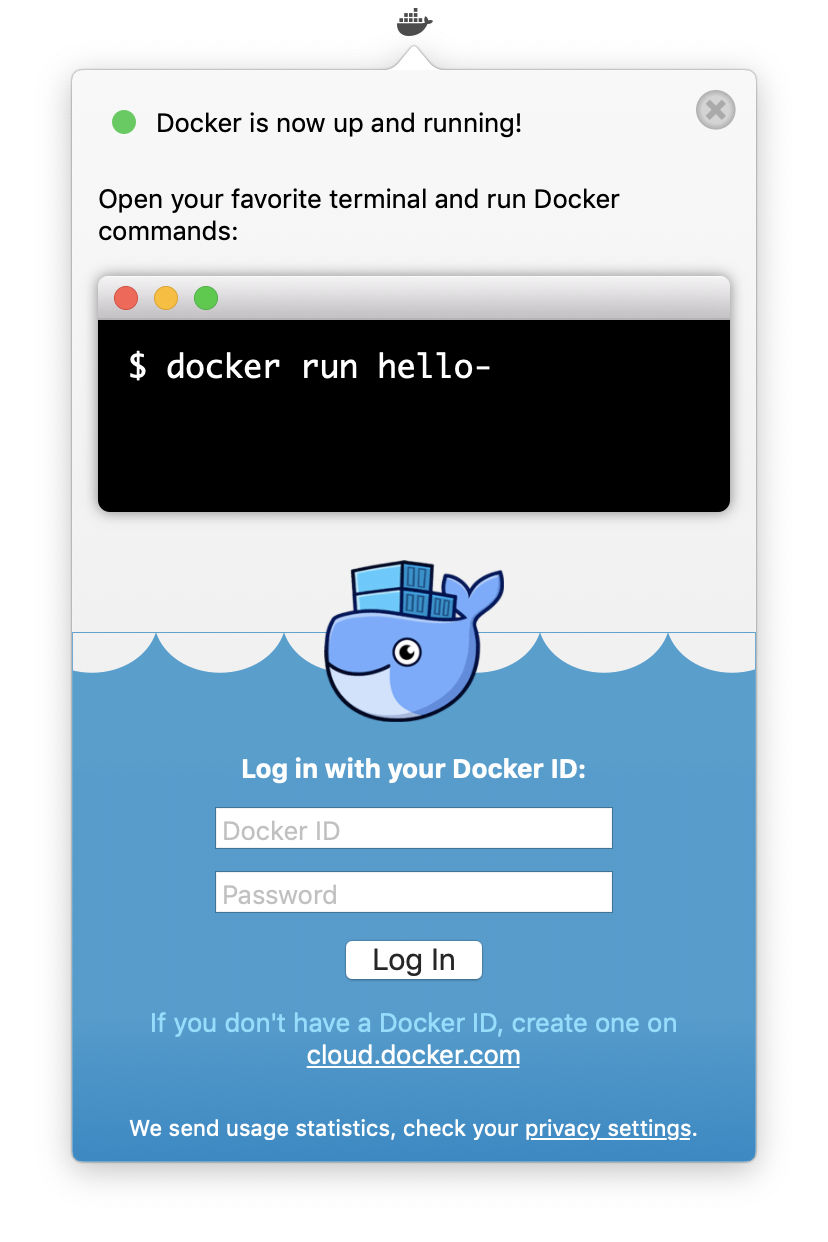 Docker is now up and running!
Open your favorite terminal and run Docker
commands:
$ docker run hello-
Log in with your Docker ID:
Docker ID
Password
Log In
If you don't have a Docker ID, create one on
cloud.docker.com
We send usage statistics, check your privacy settings.